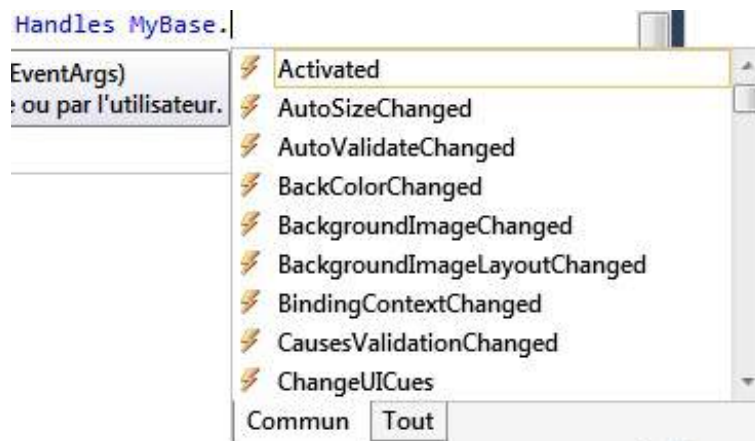 Handles MyBase.
EventArgs)
ou par l'utilisateur.
Activated
AutoSizeChanged
AutoValidateChanged
BackColorChanged
BackgroundImageChanged
BackgroundImageLayoutChanged
BindingContextChanged
CausesValidationChanged
ChangeUICues
Commun Tout